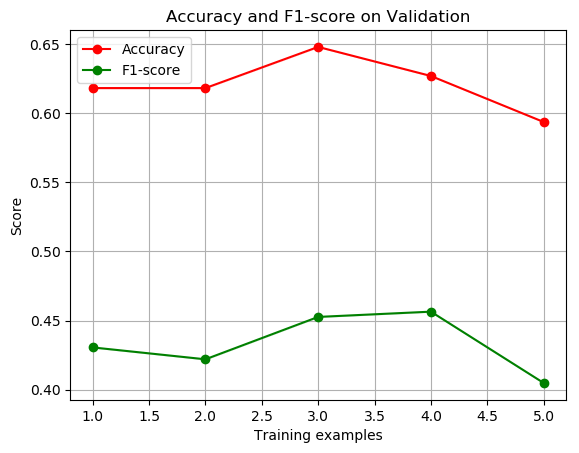 Accuracy and F1-score on Validation
Accuracy
F1-score
0.65
0.60
0.55
0.50
0.45
0.40
Score
1.0 1.5 2.0 2.5 3.0 3.5 4.0 4.5 5.0
Training examples